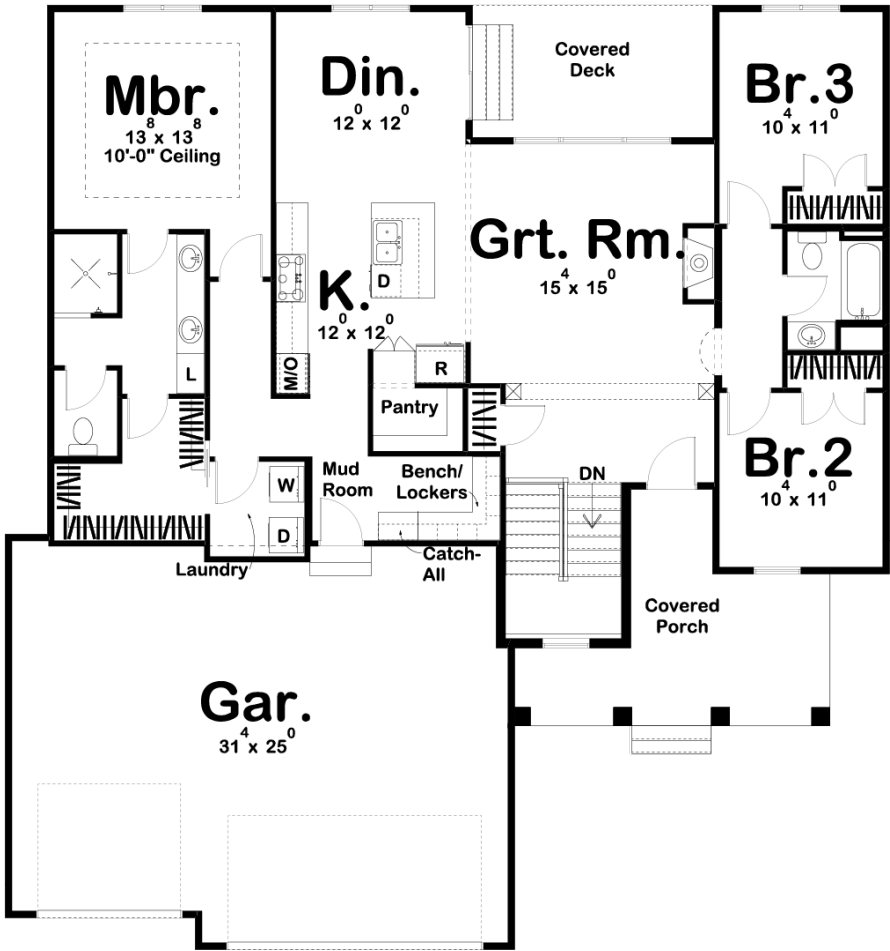 Mbr.
13⁸ x 13⁸
10'-0" Ceiling
Din.
12⁰ x 12⁰
Covered
Deck
Br.3
10⁴ x 11⁰
Grt. Rm.
15⁴ x 15⁰
D
K.
12⁰ x 12⁰
M/O
R
L
Pantry
Br.2
10⁴ x 11⁰
Mud
Room
Bench/
Lockers
DN
W
D
Laundry
Catch-
All
Covered
Porch
Gar.
31⁴ x 25⁰